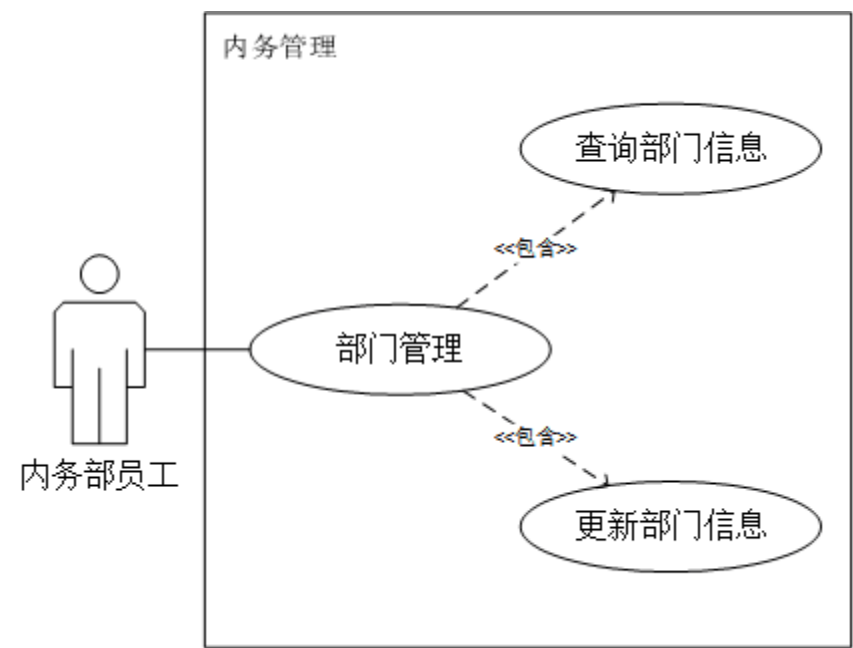 内务管理
查询部门信息
<<包含>>
部门管理
<<包含>>
内务部员工
更新部门信息